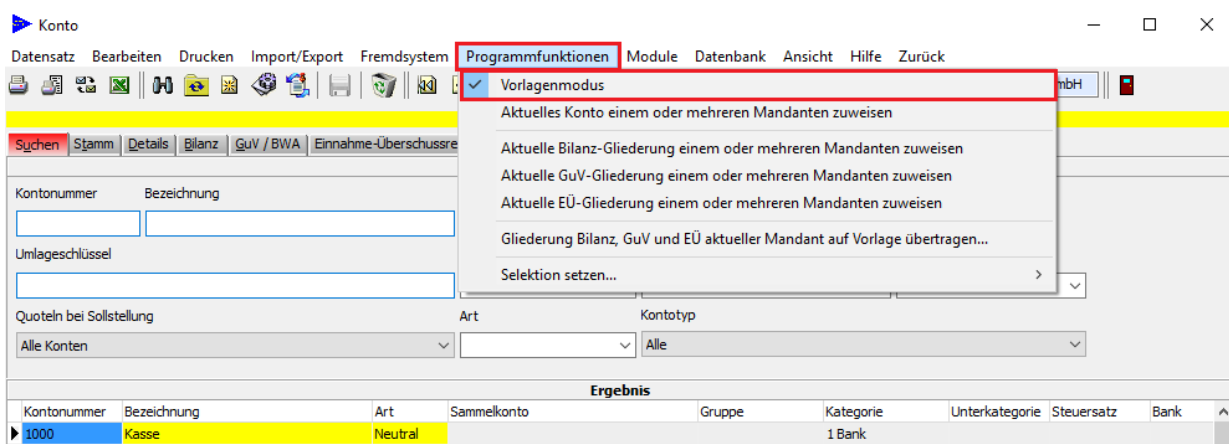 Konto
Datensatz Bearbeiten Drucken Import/Export Fremdsystem Programmfunktionen Module Datenbank Ansicht Hilfe Zurück
Vorlagenmodus
mbH
Aktuelles Konto einem oder mehreren Mandanten zuweisen
Suchen Stamm Details Bilanz GuV / BWA Einnahme-Überschussre
Aktuelle Bilanz-Gliederung einem oder mehreren Mandanten zuweisen
Aktuelle GuV-Gliederung einem oder mehreren Mandanten zuweisen
Aktuelle EÜ-Gliederung einem oder mehreren Mandanten zuweisen
Gliederung Bilanz, GuV und EÜ aktueller Mandant auf Vorlage übertragen...
Selektion setzen...
Kontonummer Bezeichnung
Umlageschlüssel
Quoteln bei Sollstellung Art Kontotyp
Alle Konten Alle
Ergebnis
Kontonummer Bezeichnung Art Sammelkonto Gruppe Kategorie Unterkategorie Steuersatz Bank
1000 Kasse Neutral 1 Bank